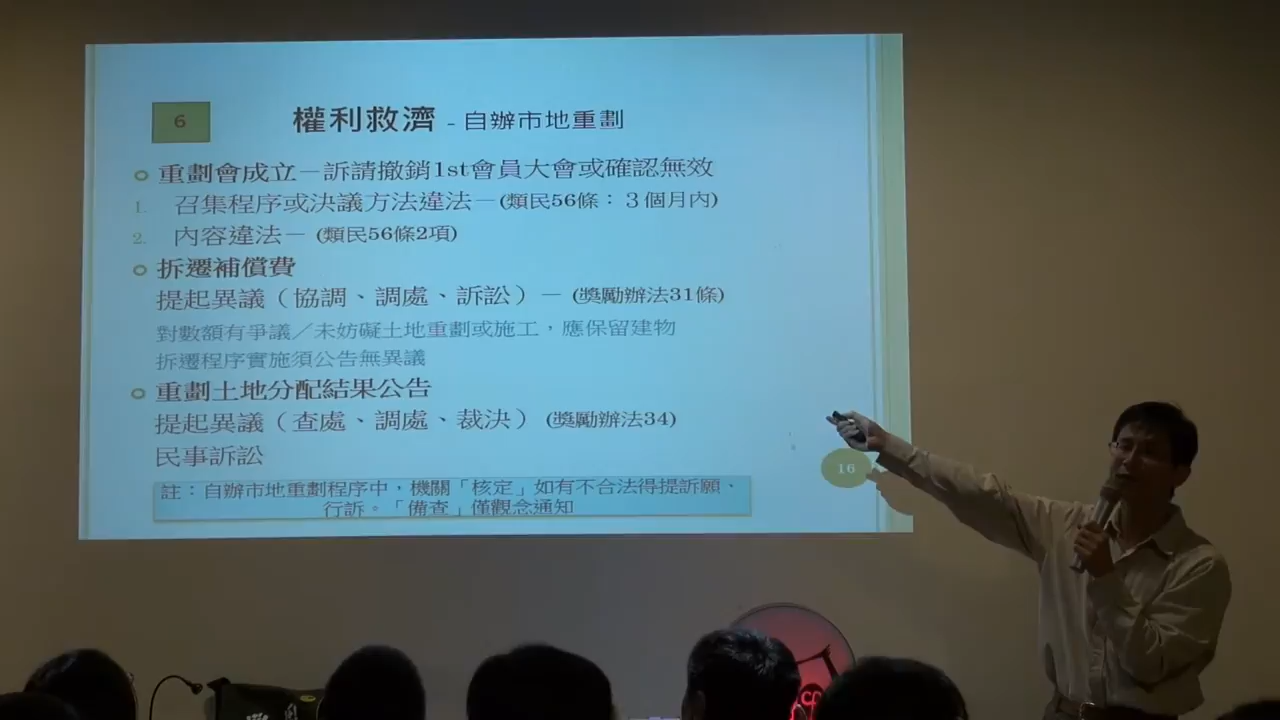 6
權利救濟 - 自辦市地重劃
重劃會成立－訴請撤銷1st會員大會或確認無效
1. 召集程序或決議方法違法－(類民56條：３個月內)
2. 內容違法－ (類民56條2項)
拆遷補償費
提起異議（協調、調處、訴訟）－ (獎勵辦法31條)
對數額有爭議／未妨礙土地重劃或施工，應保留建物
拆遷程序實施須公告無異議
重劃土地分配結果公告
提起異議（查處、調處、裁決） (獎勵辦法34)
民事訴訟
16
註：自辦市地重劃程序中，機關「核定」如有不合法得提訴願、
行訴。「備查」僅觀念通知